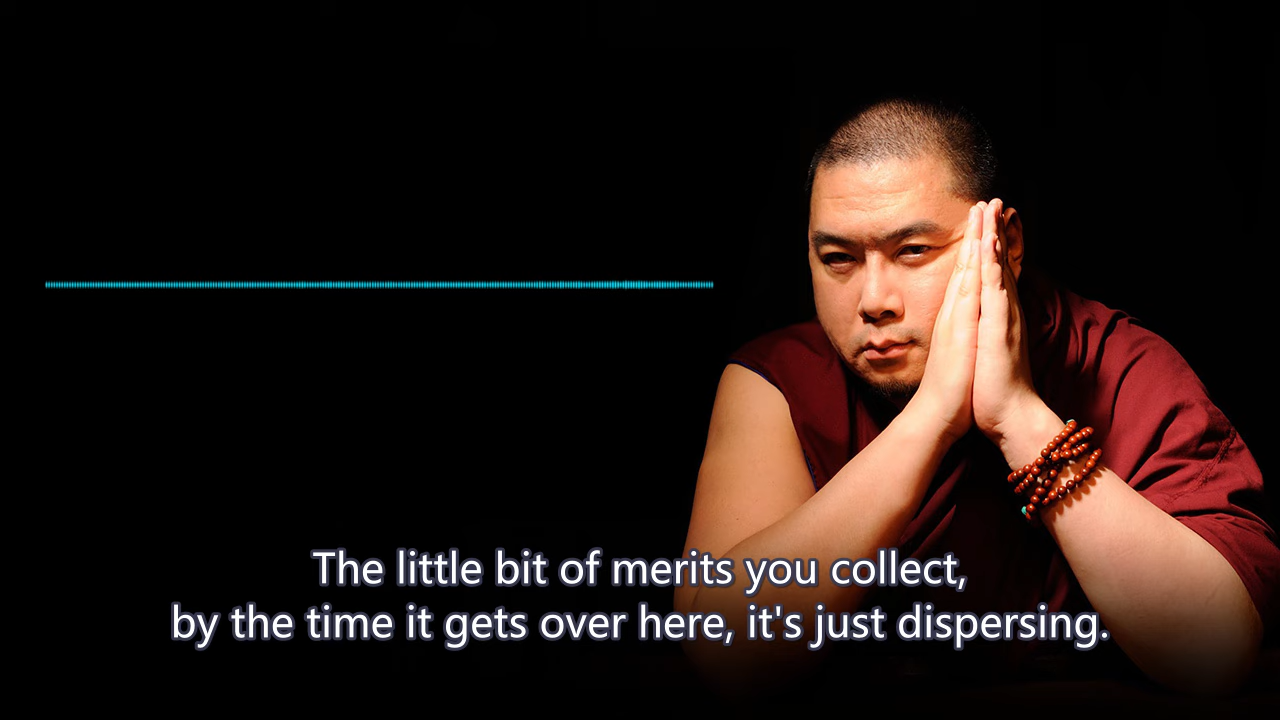 The little bit of merits you collect,
by the time it gets over here, it's just dispersing.